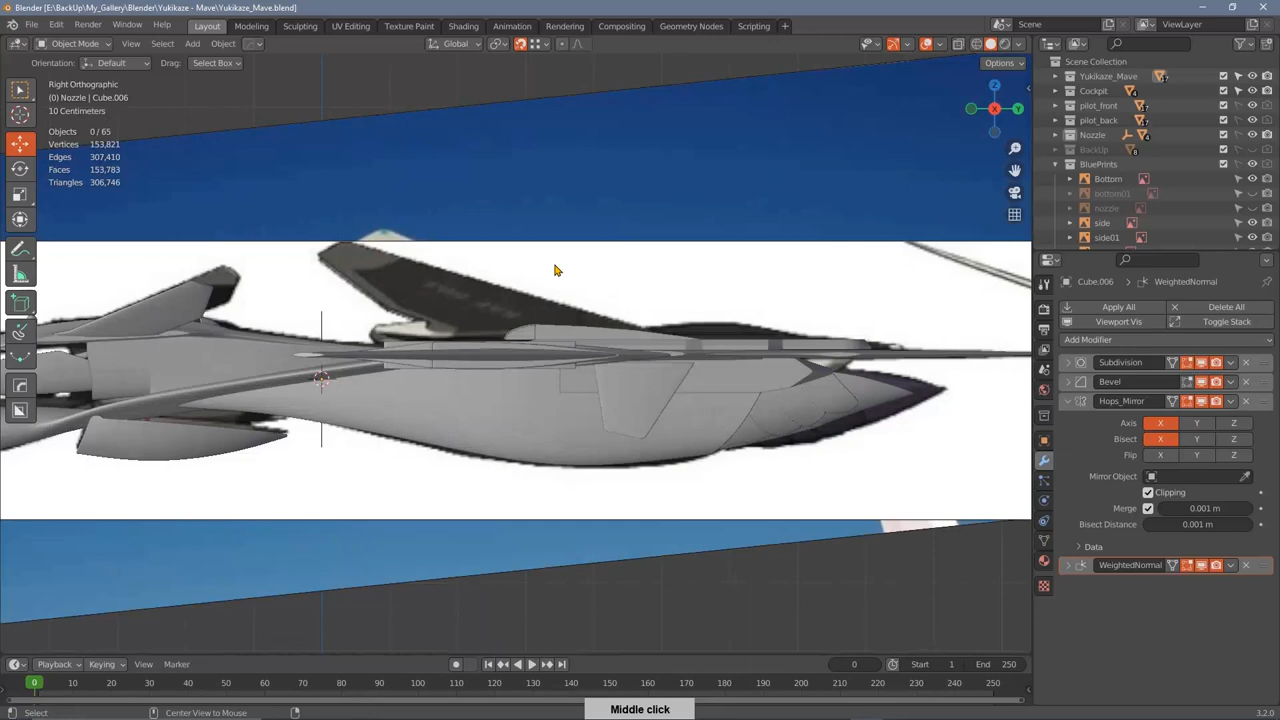 Blender [E:\BackUp\My_Gallery\Blender\Yukikaze - Mave\Yukikaze_Mave.blend]
File Edit Render Window Help Layout Modeling Sculpting UV Editing Texture Paint Shading Animation Rendering Compositing Geometry Nodes Scripting + Scene ViewLayer
Object Mode View Select Add Object Global
Orientation: Default Drag: Select Box Options
Right Orthographic
(0) Nozzle | Cube.006
10 Centimeters
Objects 0 / 65
Vertices 153,821
Edges 307,410
Faces 153,783
Triangles 306,746
Z
X
Y
Scene Collection
Yukikaze_Mave
Cockpit 4
pilot_front 17
pilot_back 17
Nozzle 4
BackUp 8
BluePrints
Bottom
bottom01
nozzle
side
side01
Cube.006 WeightedNormal
Apply All Delete All
Viewport Vis Toggle Stack
Add Modifier
Subdivision
Bevel
Hops_Mirror
Axis X Y Z
Bisect X Y Z
Flip X Y Z
Mirror Object
Clipping
Merge 0.001 m
Bisect Distance 0.001 m
Data
WeightedNormal
Playback Keying View Marker 0 Start 1 End 250
0 10 20 30 40 50 60 70 80 90 100 110 120 130 140 150 160 170 180 190 200 210 220 230 240 250
Select Center View to Mouse Middle click 3.2.0